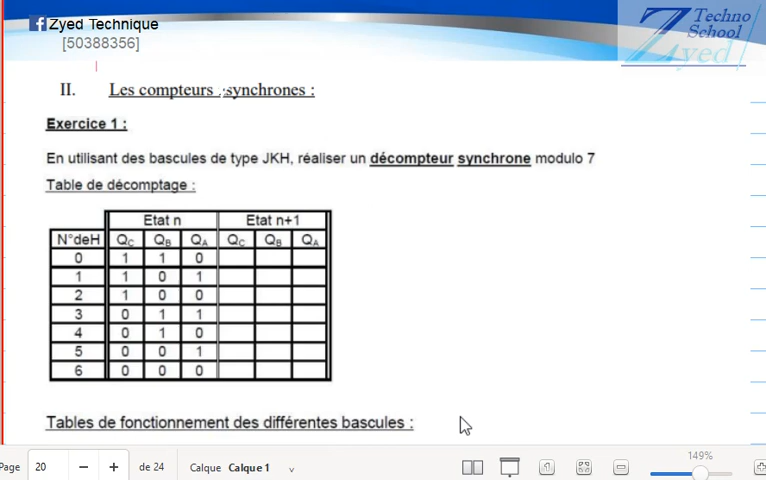 Zyed Technique
[50388356]
Techno
School
Zyed
II. Les compteurs .;synchrones :
Exercice 1 :
En utilisant des bascules de type JKH, réaliser un décompteur synchrone modulo 7
Table de décomptage :
Etat n Etat n+1
N°deH QC QB QA QC QB QA
0 1 1 0
1 1 0 1
2 1 0 0
3 0 1 1
4 0 1 0
5 0 0 1
6 0 0 0
Tables de fonctionnement des différentes bascules :
149%
Page 20 de 24 Calque Calque 1